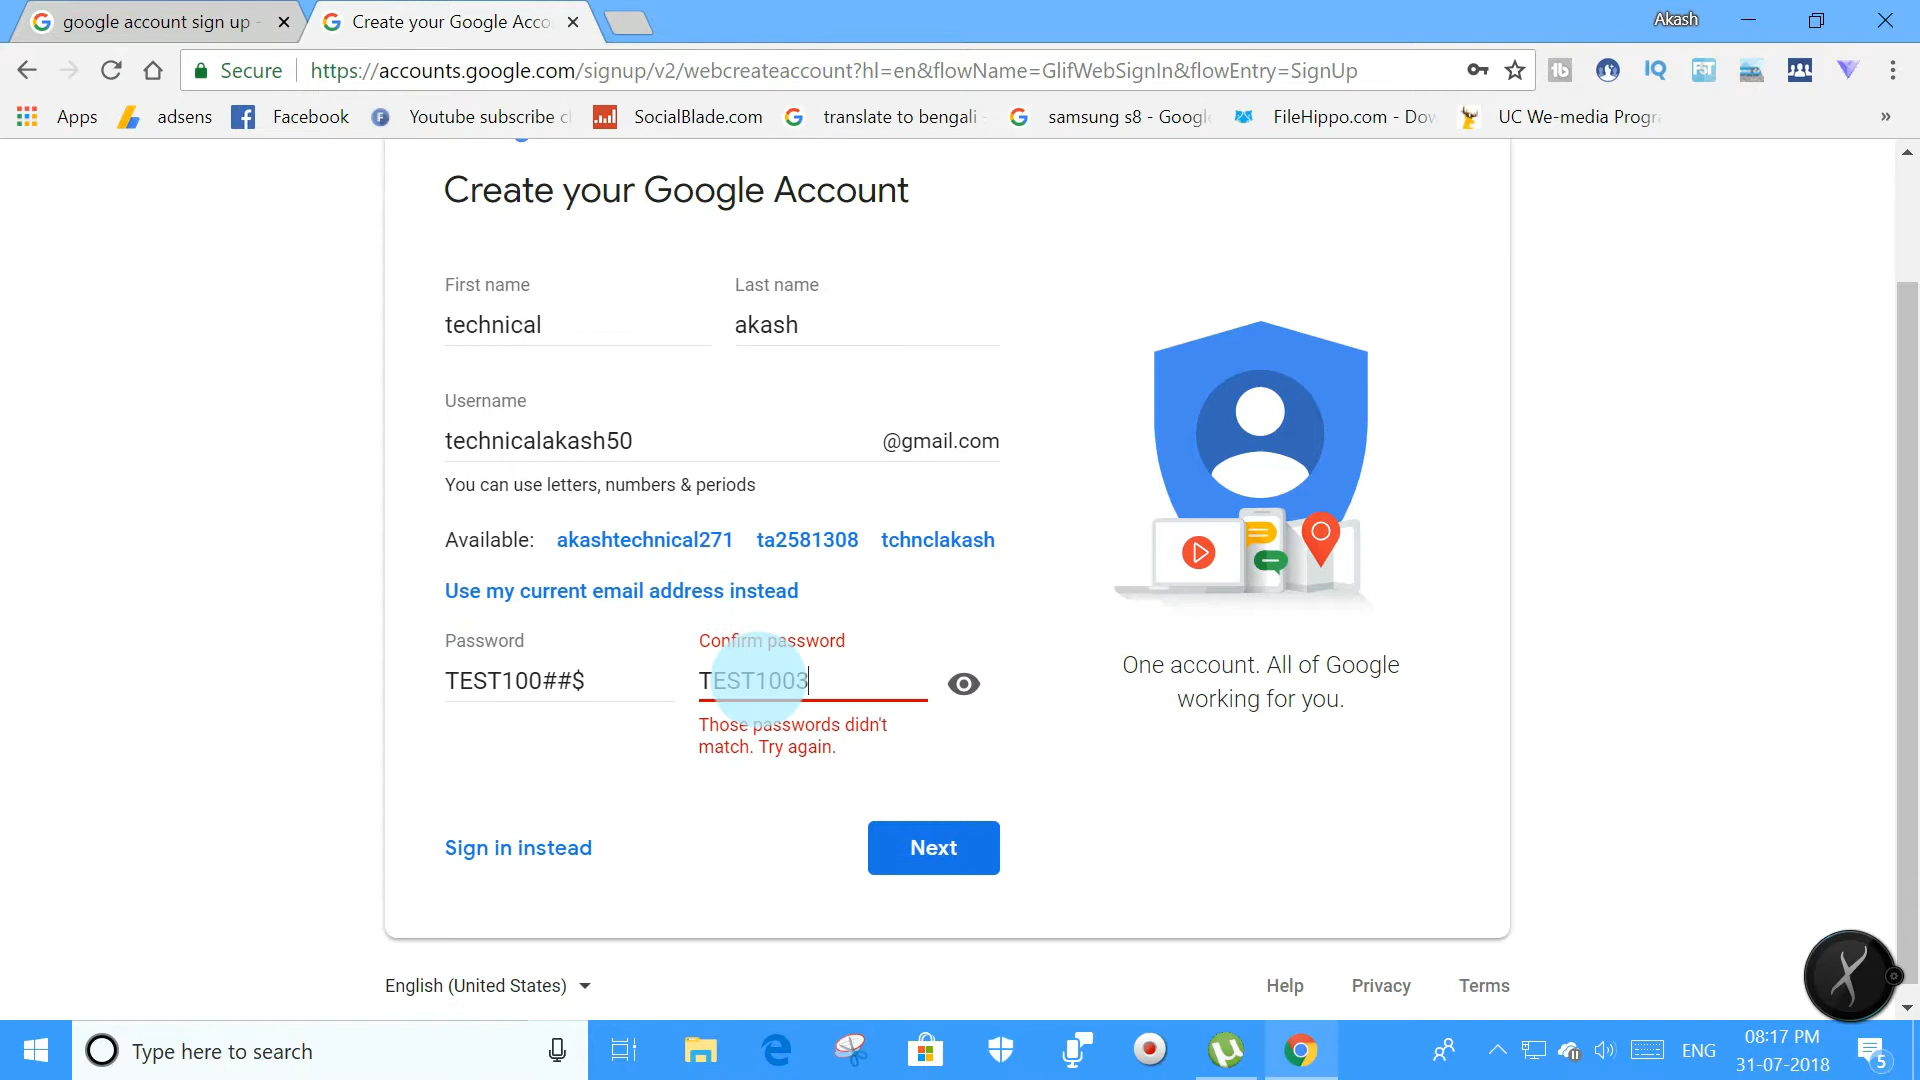 google account sign up -
Create your Google Acco
Akash
Secure
https://accounts.google.com/signup/v2/webcreateaccount?hl=en&flowName=GlifWebSignIn&flowEntry=SignUp
Apps
adsens
Facebook
Youtube subscribe cl
SocialBlade.com
translate to bengali -
samsung s8 - Google
FileHippo.com - Dow
UC We-media Progra
»
Create your Google Account
First name
Last name
technical
akash
Username
technicalakash50
@gmail.com
You can use letters, numbers & periods
Available: akashtechnical271 ta2581308 tchnclakash
Use my current email address instead
Password
Confirm password
TEST100##$
TEST1003
Those passwords didn't
match. Try again.
One account. All of Google
working for you.
Sign in instead
Next
English (United States)
Help
Privacy
Terms
Type here to search
ENG
08:17 PM
31-07-2018
5